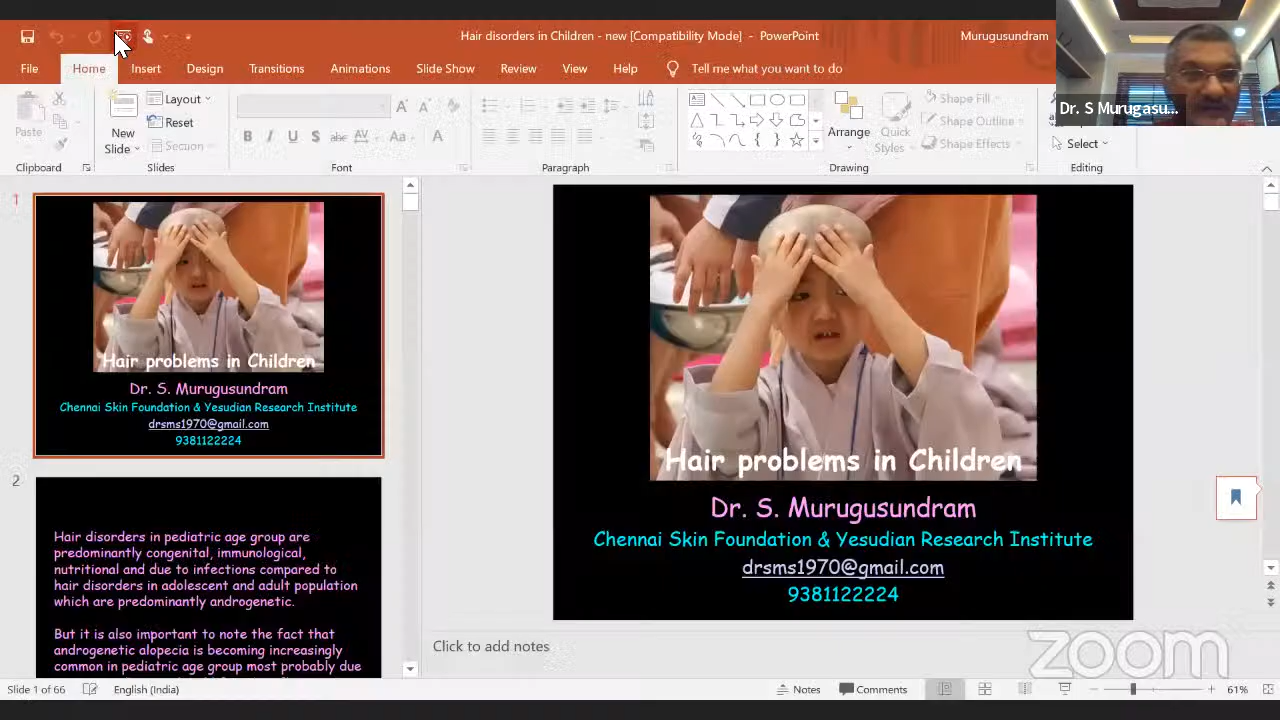 Hair disorders in Children - new [Compatibility Mode] - PowerPoint
Murugusundram
File
Home
Insert
Design
Transitions
Animations
Slide Show
Review
View
Help
Tell me what you want to do
Dr. S Murugasu...
Paste
Clipboard
New
Slide
Layout
Reset
Section
Slides
B I U S abc AV Aa A
Font
Paragraph
Arrange
Quick
Styles
Shape Fill
Shape Outline
Shape Effects
Drawing
Select
Editing
1
Hair problems in Children
Dr. S. Murugusundram
Chennai Skin Foundation & Yesudian Research Institute
drsms1970@gmail.com
9381122224
2
Hair disorders in pediatric age group are
predominantly congenital, immunological,
nutritional and due to infections compared to
hair disorders in adolescent and adult population
which are predominantly androgenetic.
But it is also important to note the fact that
androgenetic alopecia is becoming increasingly
common in pediatric age group most probably due
Hair problems in Children
Dr. S. Murugusundram
Chennai Skin Foundation & Yesudian Research Institute
drsms1970@gmail.com
9381122224
Click to add notes
zoom
Slide 1 of 66
English (India)
Notes
Comments
61%